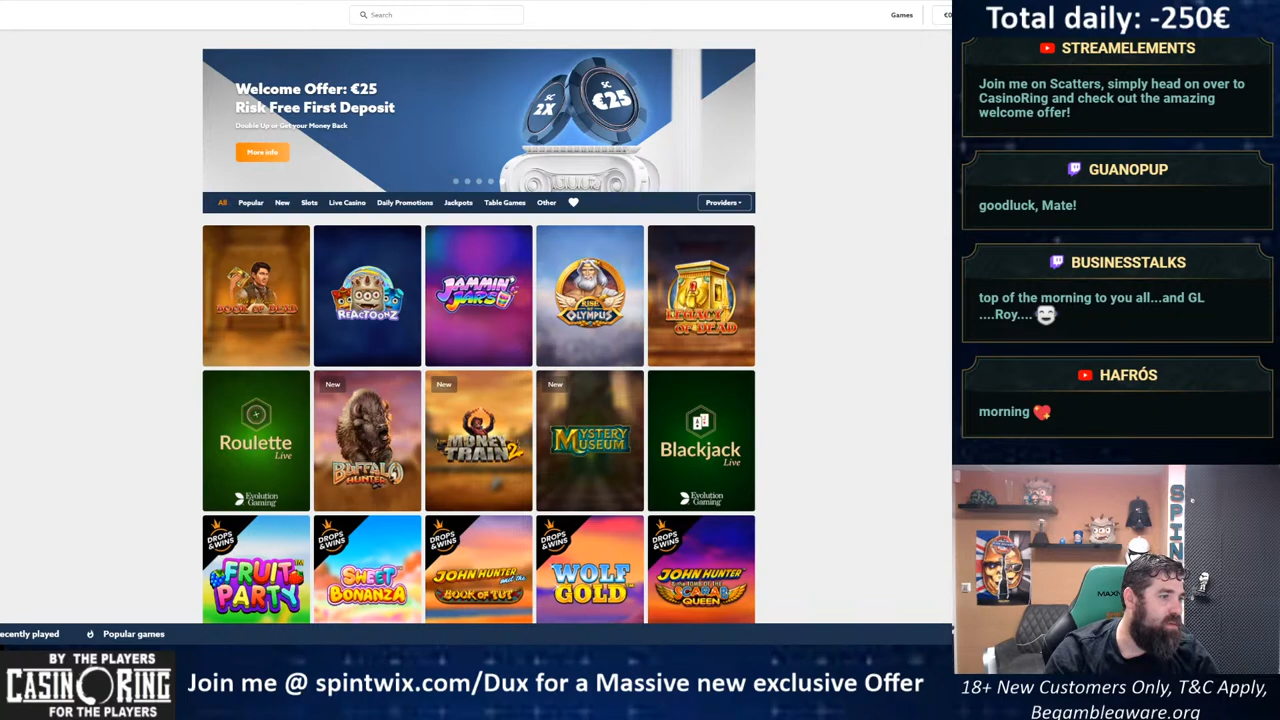 Search
Games
€0
Welcome Offer: €25
Risk Free First Deposit
Double Up or Get your Money Back
More info
SC
2X
SC
€25
All
Popular
New
Slots
Live Casino
Daily Promotions
Jackpots
Table Games
Other
Providers
BOOK OF DEAD
REACTOONZ
JAMMIN' JARS
RISE OF
OLYMPUS
LEGACY
OF DEAD
Roulette
Live
Evolution
Gaming
New
BUFFALO
HUNTER
New
MONEY
TRAIN 2
New
MYSTERY
MUSEUM
Blackjack
Live
Evolution
Gaming
DROPS
& WINS
FRUIT
PARTY
DROPS
& WINS
SWEET
BONANZA
DROPS
& WINS
JOHN HUNTER
AND THE
BOOK OF TUT
DROPS
& WINS
WOLF
GOLD
DROPS
& WINS
JOHN HUNTER
& THE TOMB OF THE
SCARAB
QUEEN
ecently played
Popular games
BY THE PLAYERS
CASINORING
FOR THE PLAYERS
Join me @ spintwix.com/Dux for a Massive new exclusive Offer
Total daily: -250€
STREAMELEMENTS
Join me on Scatters, simply head on over to
CasinoRing and check out the amazing
welcome offer!
GUANOPUP
goodluck, Mate!
BUSINESSTALKS
top of the morning to you all...and GL
....Roy....
HAFRÓS
morning
SPIN
18+ New Customers Only, T&C Apply,
Begambleaware.org